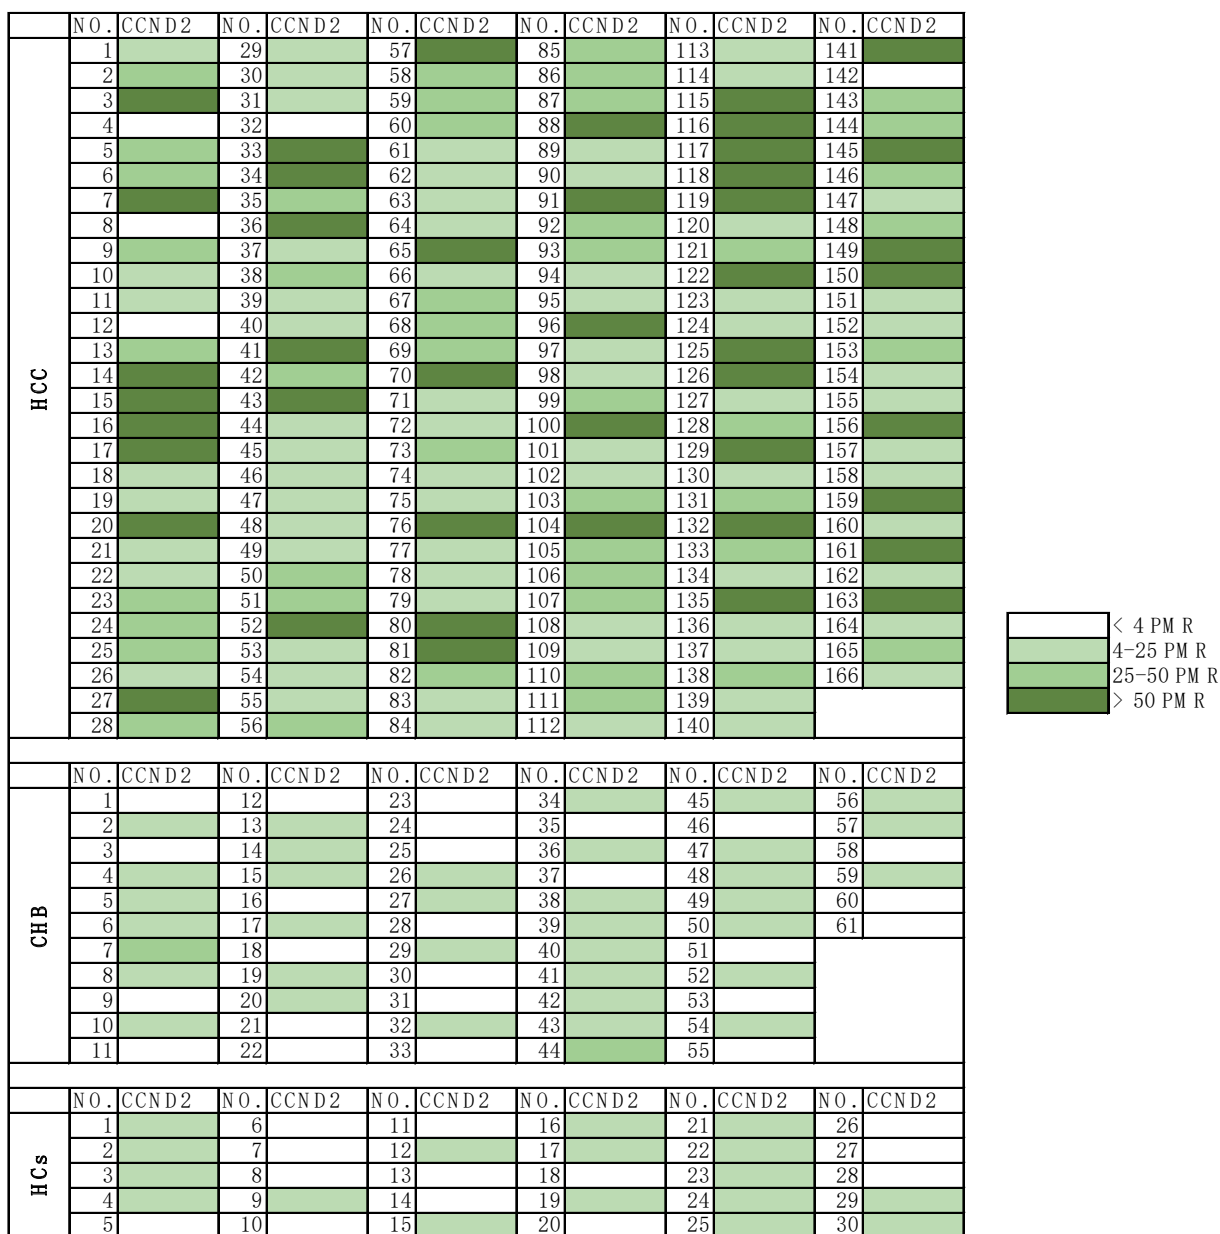 NO. CCND2 NO. CCND2 NO. CCND2 NO. CCND2 NO. CCND2 NO. CCND2
HCC
1 29 57 85 113 141
2 30 58 86 114 142
3 31 59 87 115 143
4 32 60 88 116 144
5 33 61 89 117 145
6 34 62 90 118 146
7 35 63 91 119 147
8 36 64 92 120 148
9 37 65 93 121 149
10 38 66 94 122 150
11 39 67 95 123 151
12 40 68 96 124 152
13 41 69 97 125 153
14 42 70 98 126 154
15 43 71 99 127 155
16 44 72 100 128 156
17 45 73 101 129 157
18 46 74 102 130 158
19 47 75 103 131 159
20 48 76 104 132 160
21 49 77 105 133 161
22 50 78 106 134 162
23 51 79 107 135 163
24 52 80 108 136 164
25 53 81 109 137 165
26 54 82 110 138 166
27 55 83 111 139
28 56 84 112 140
< 4 PMR
4-25 PMR
25-50 PMR
> 50 PMR
NO. CCND2 NO. CCND2 NO. CCND2 NO. CCND2 NO. CCND2 NO. CCND2
CHB
1 12 23 34 45 56
2 13 24 35 46 57
3 14 25 36 47 58
4 15 26 37 48 59
5 16 27 38 49 60
6 17 28 39 50 61
7 18 29 40 51
8 19 30 41 52
9 20 31 42 53
10 21 32 43 54
11 22 33 44 55
NO. CCND2 NO. CCND2 NO. CCND2 NO. CCND2 NO. CCND2 NO. CCND2
HCs
1 6 11 16 21 26
2 7 12 17 22 27
3 8 13 18 23 28
4 9 14 19 24 29
5 10 15 20 25 30